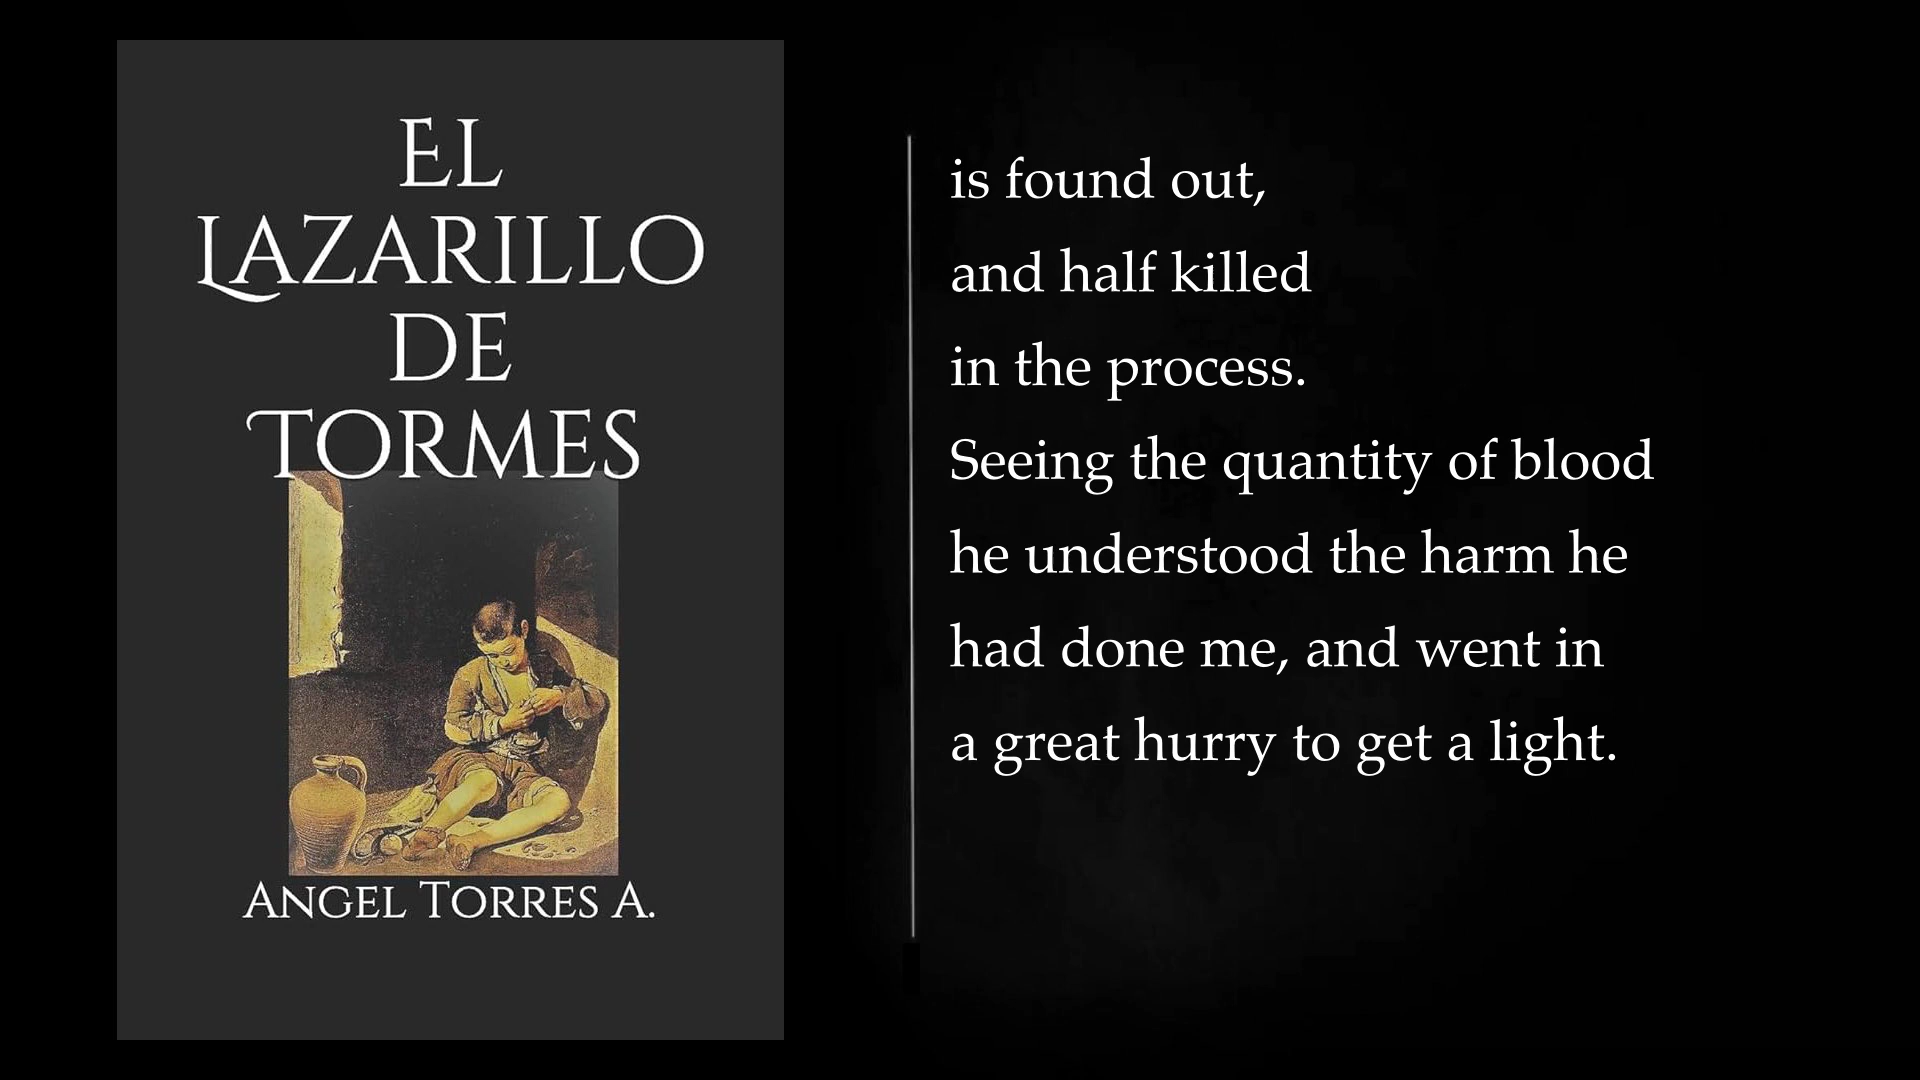 EL
LAZARILLO
DE
TORMES
ANGEL TORRES A.
is found out,
and half killed
in the process.
Seeing the quantity of blood
he understood the harm he
had done me, and went in
a great hurry to get a light.